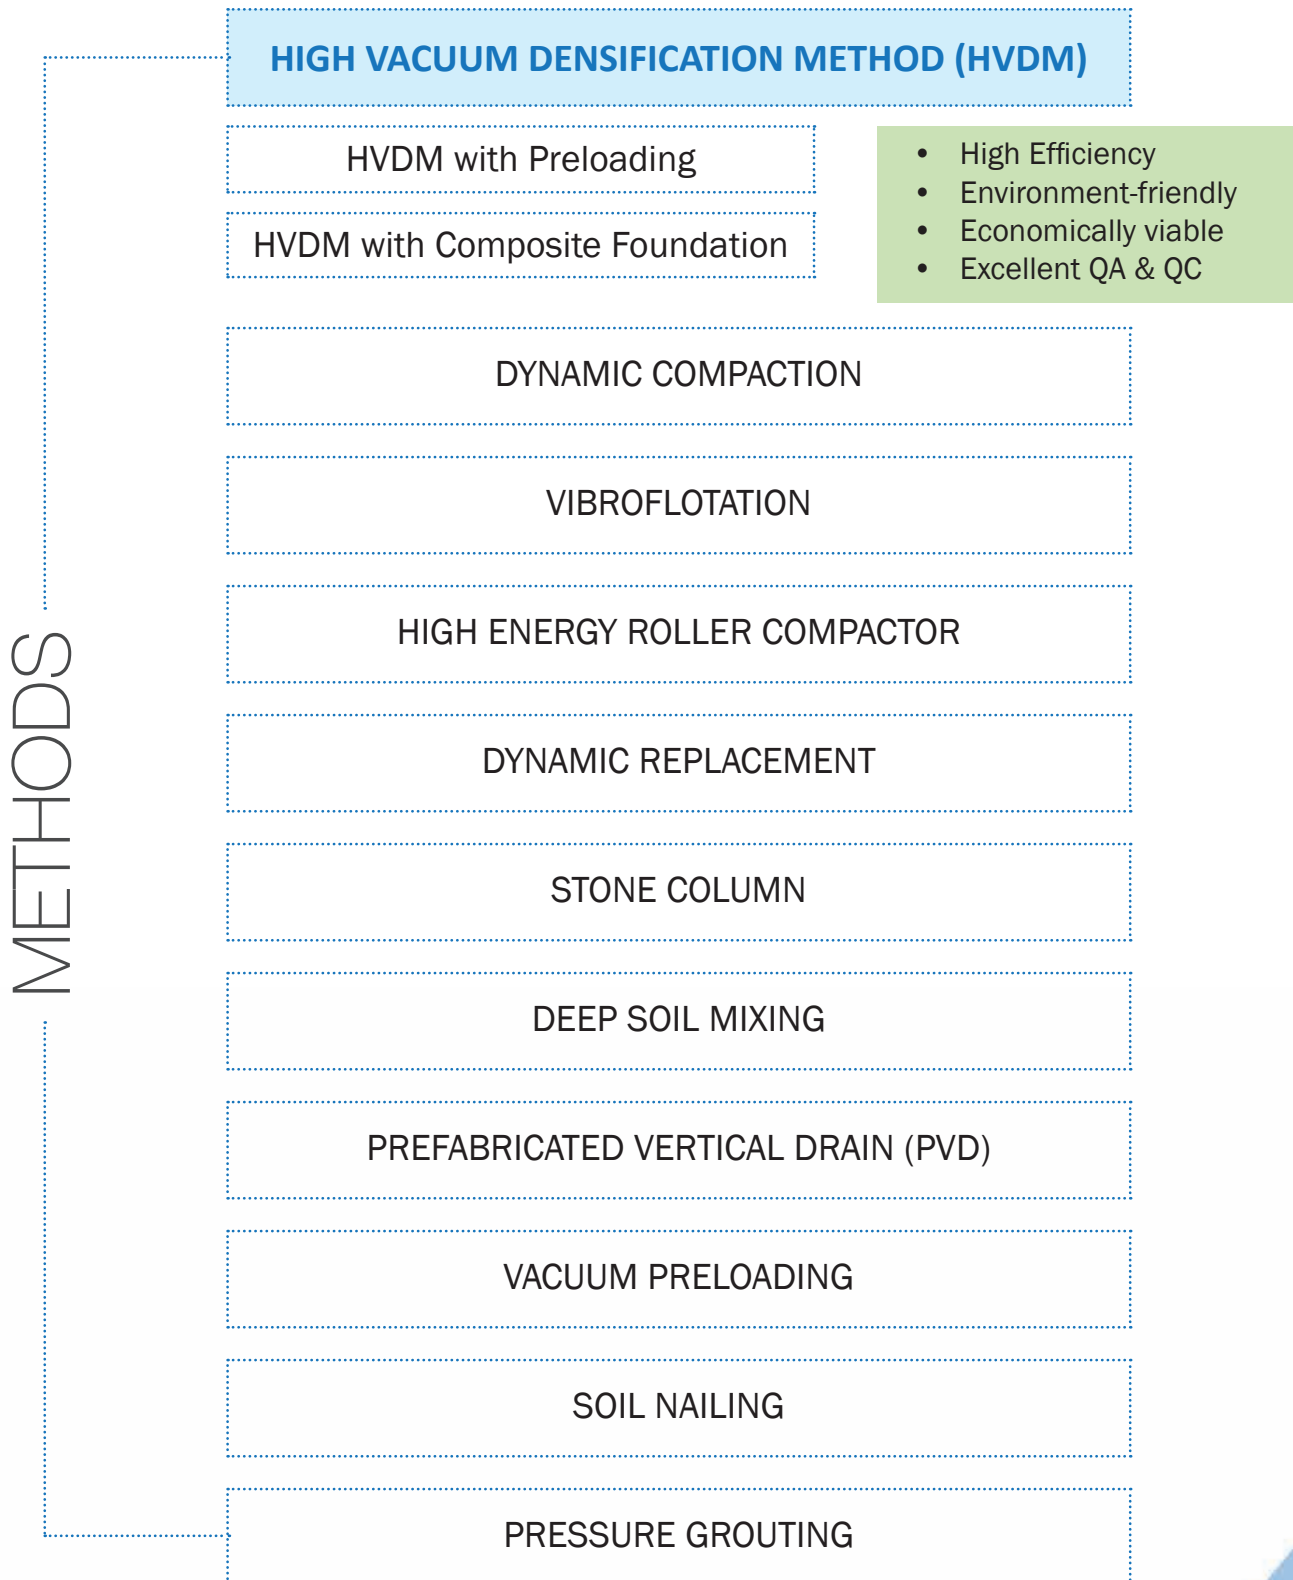 HIGH VACUUM DENSIFICATION METHOD (HVDM)
HVDM with Preloading
HVDM with Composite Foundation
• High Efficiency
• Environment-friendly
• Economically viable
• Excellent QA & QC
METHODS
DYNAMIC COMPACTION
VIBROFLOTATION
HIGH ENERGY ROLLER COMPACTOR
DYNAMIC REPLACEMENT
STONE COLUMN
DEEP SOIL MIXING
PREFABRICATED VERTICAL DRAIN (PVD)
VACUUM PRELOADING
SOIL NAILING
PRESSURE GROUTING